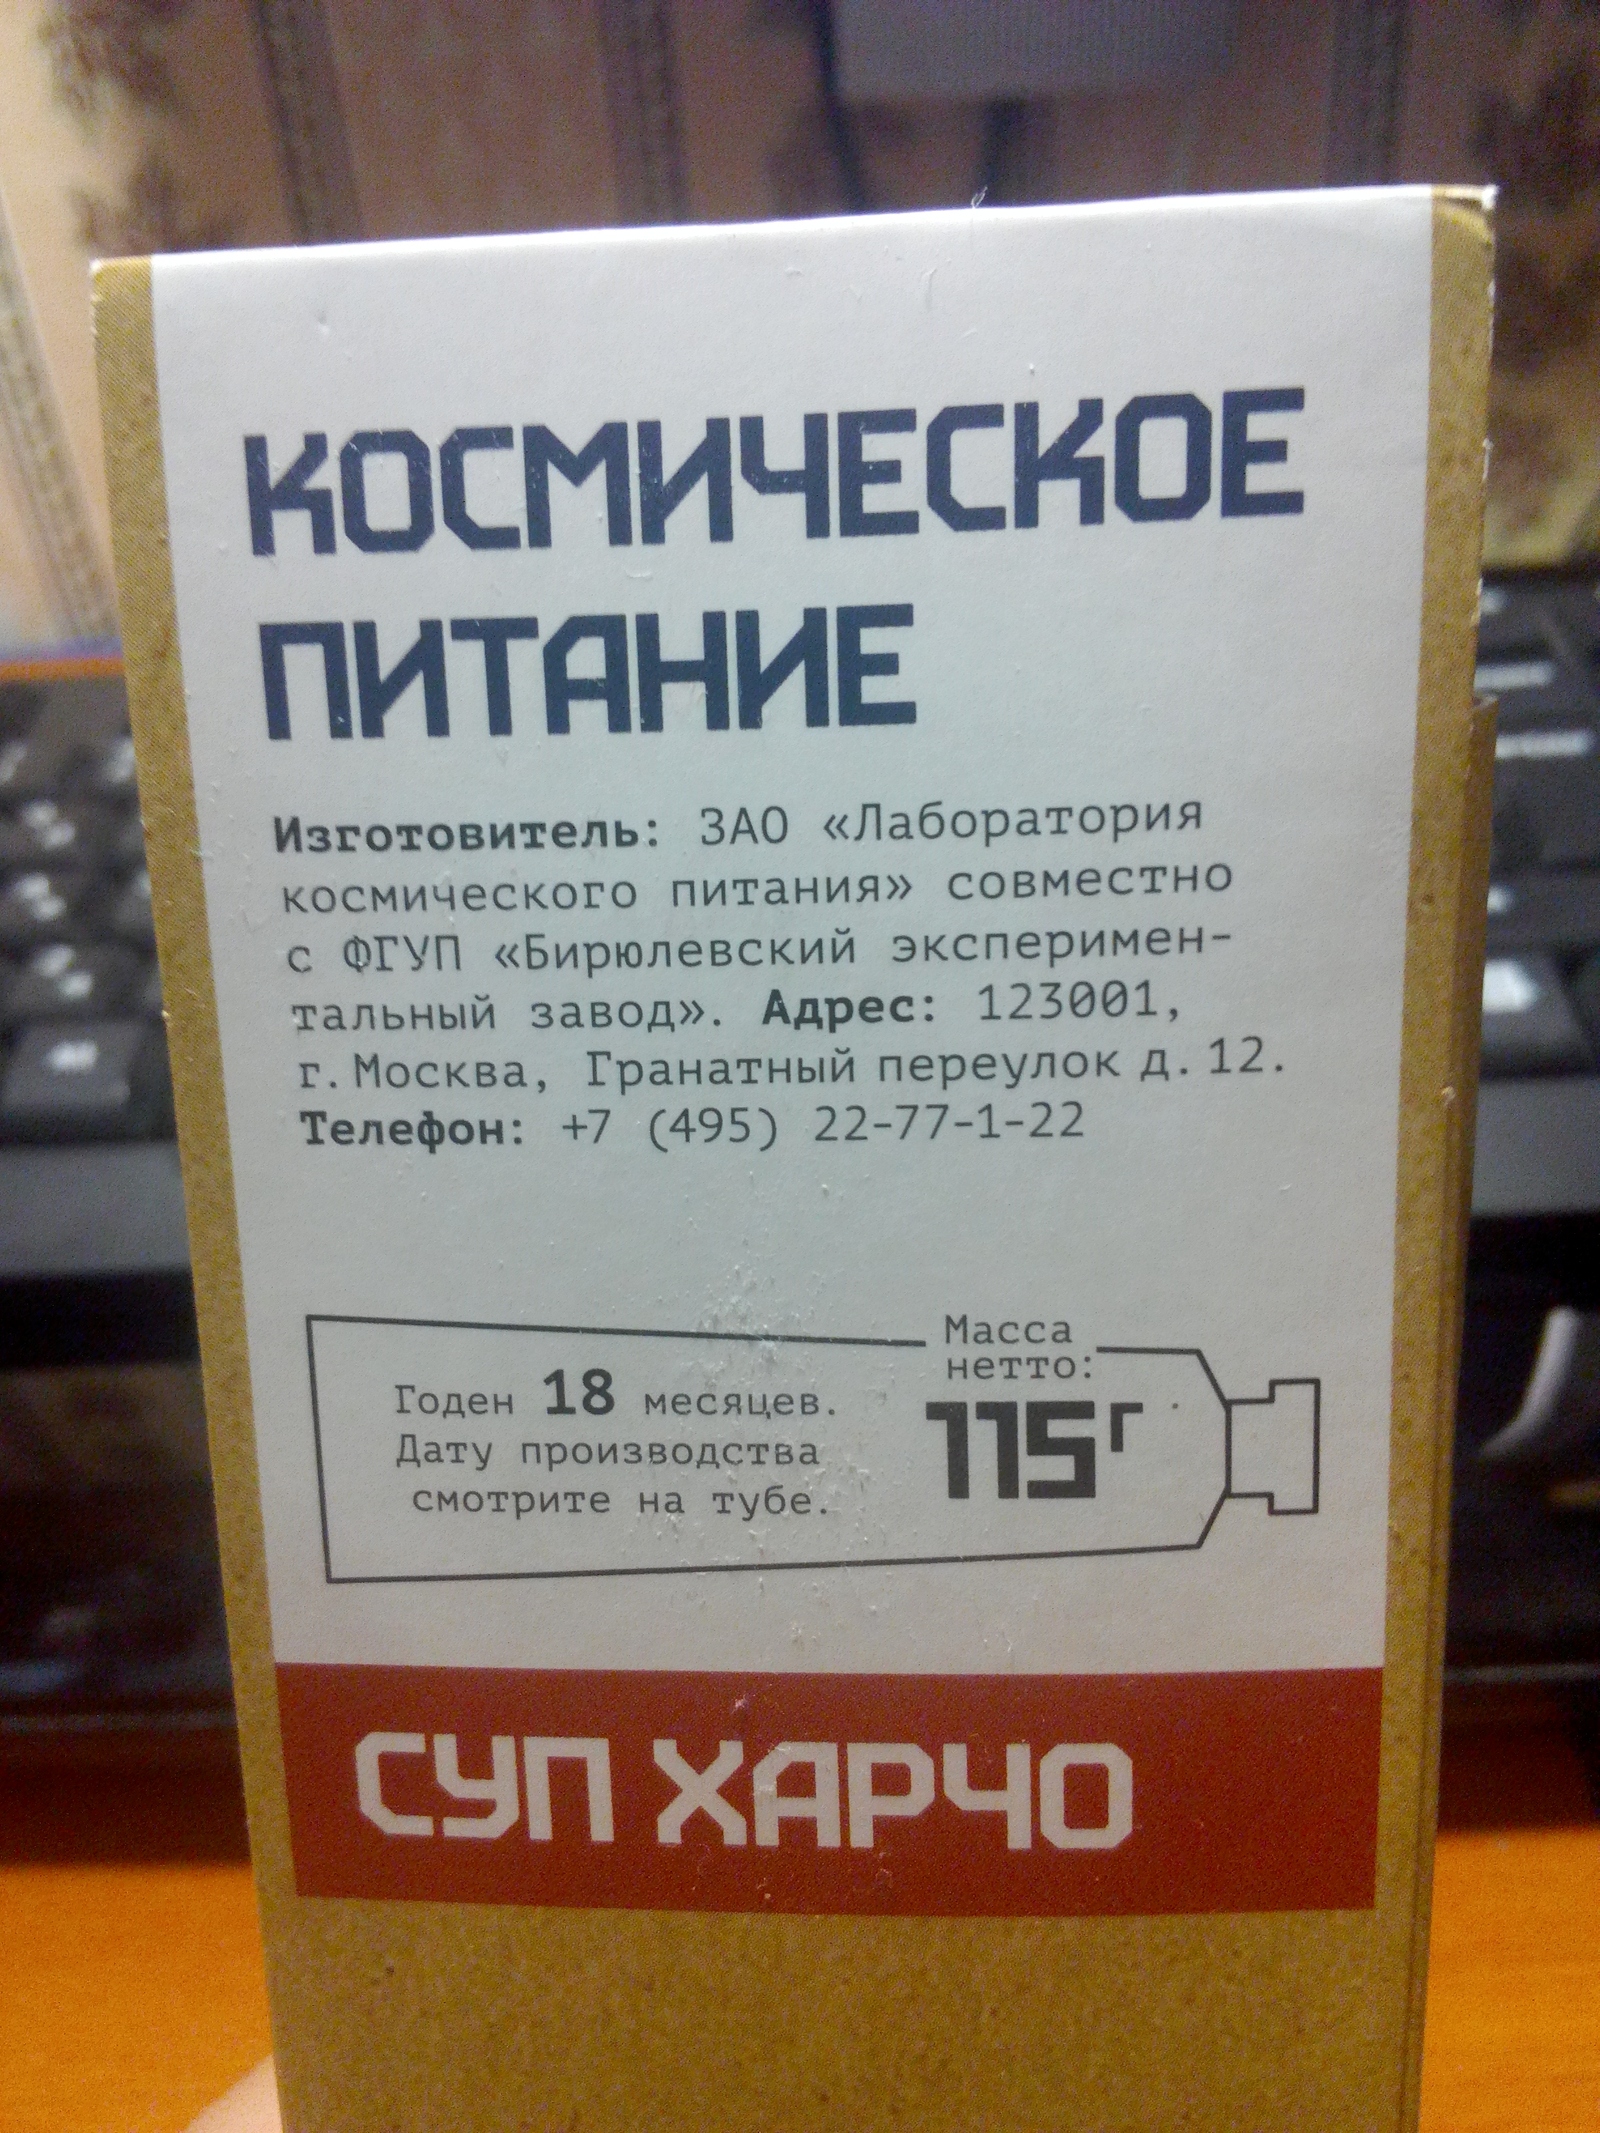 КОСМИЧЕСКОЕ
ПИТАНИЕ
Изготовитель: ЗАО «Лаборатория
космического питания» совместно
с ФГУП «Бирюлевский эксперимен-
тальный завод». Адрес: 123001,
г. Москва, Гранатный переулок д. 12.
Телефон: +7 (495) 22-77-1-22
Годен 18 месяцев.
Дату производства
смотрите на тубе.
Масса
нетто:
115г
СУП ХАРЧО